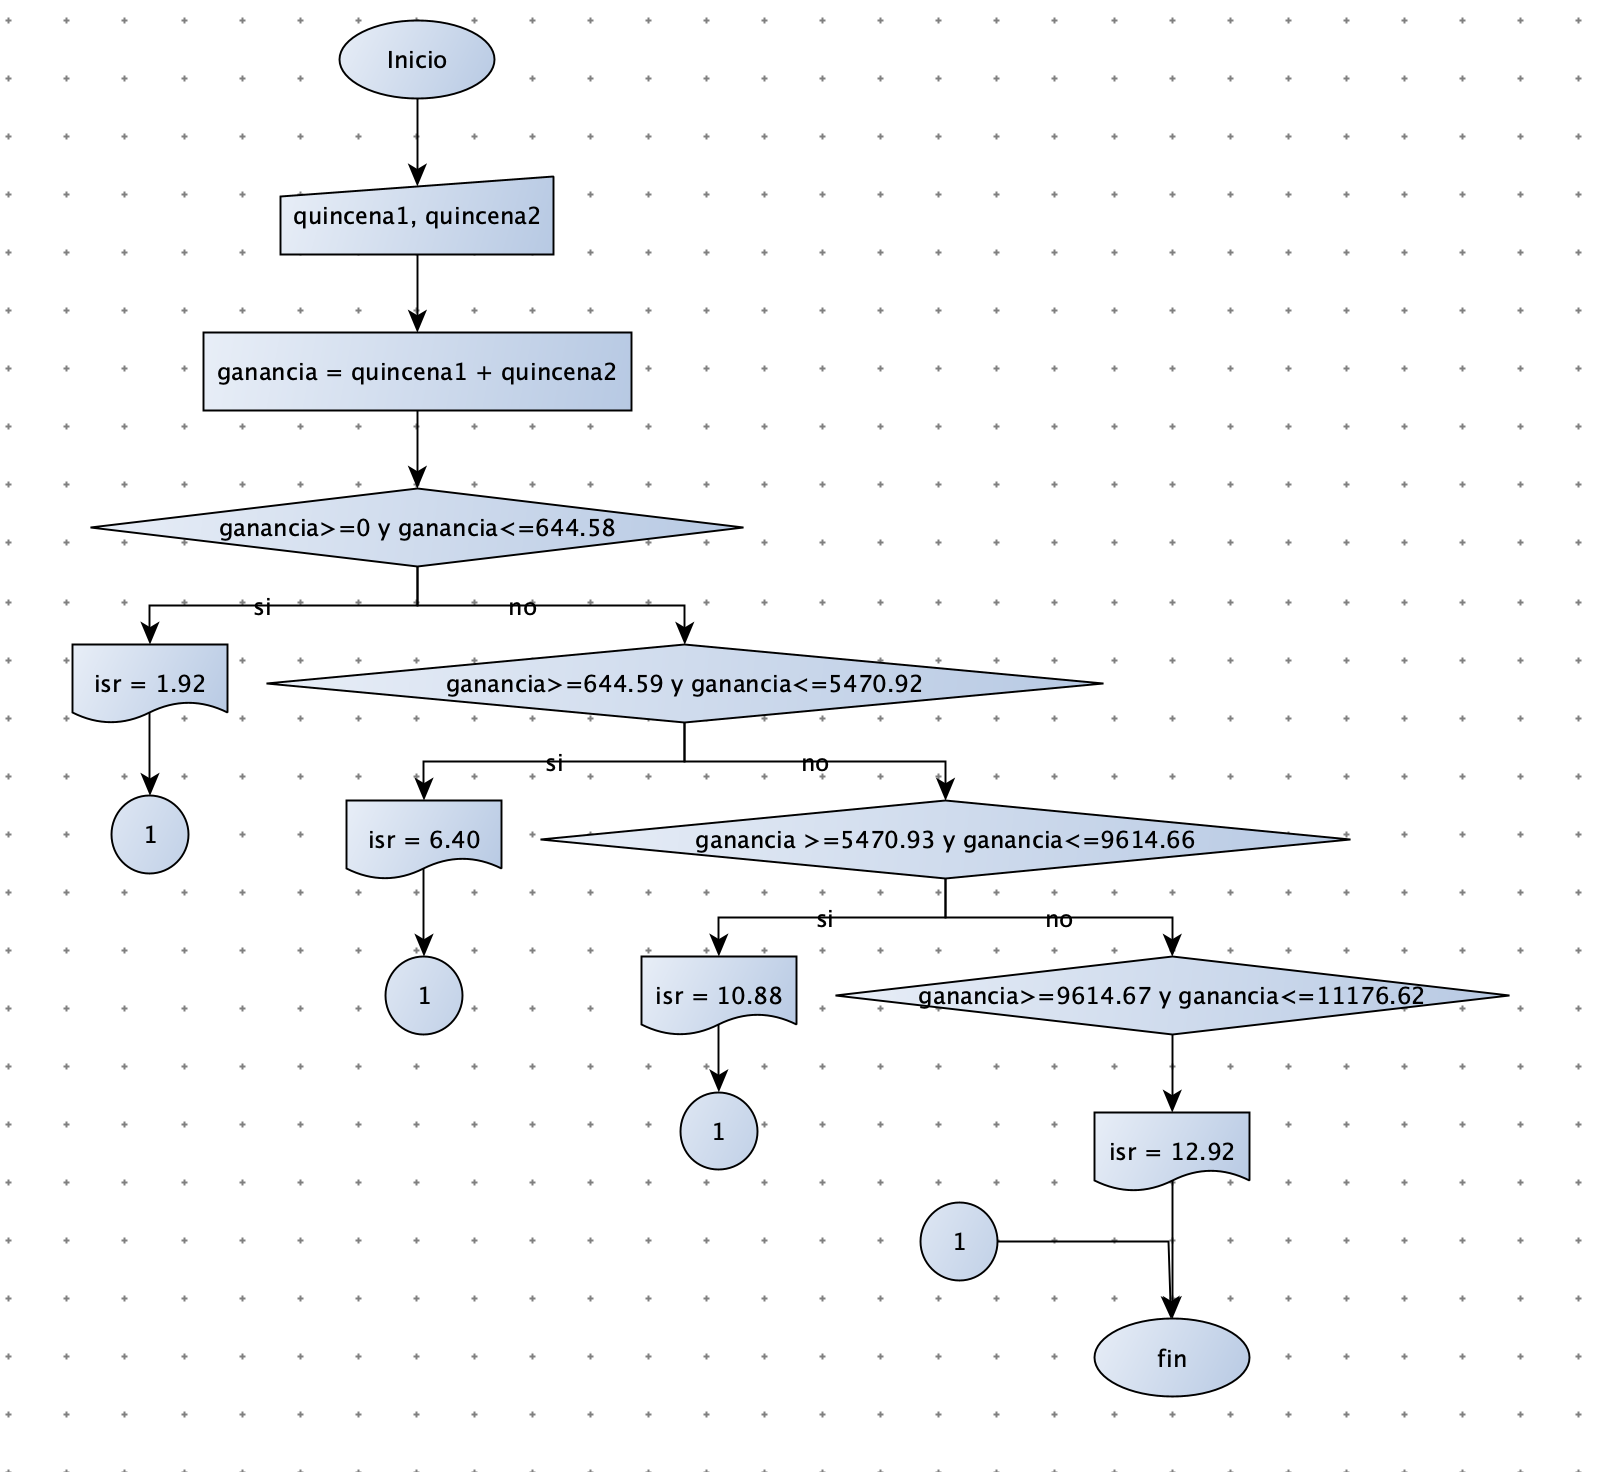 Inicio
quincena1, quincena2
ganancia = quincena1 + quincena2
ganancia>=0 y ganancia<=644.58
si
no
isr = 1.92
ganancia>=644.59 y ganancia<=5470.92
si
no
1
isr = 6.40
ganancia >=5470.93 y ganancia<=9614.66
si
no
1
isr = 10.88
ganancia>=9614.67 y ganancia<=11176.62
1
isr = 12.92
1
fin